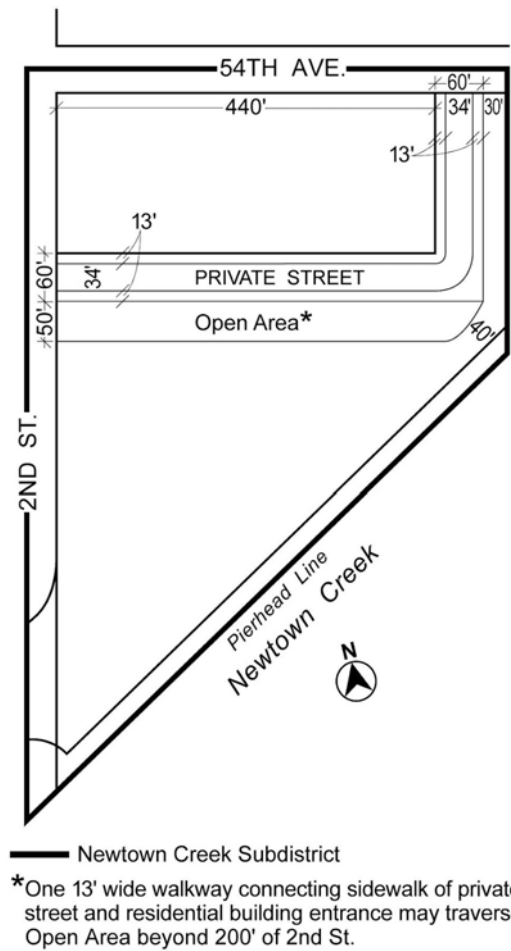 54TH AVE.
60'
440'
34'
30'
13'
13'
60'
34'
PRIVATE STREET
50'
Open Area*
40'
2ND ST.
Pierhead Line
Newtown Creek
N
Newtown Creek Subdistrict
*One 13' wide walkway connecting sidewalk of privat
street and residential building entrance may travers
Open Area beyond 200' of 2nd St.